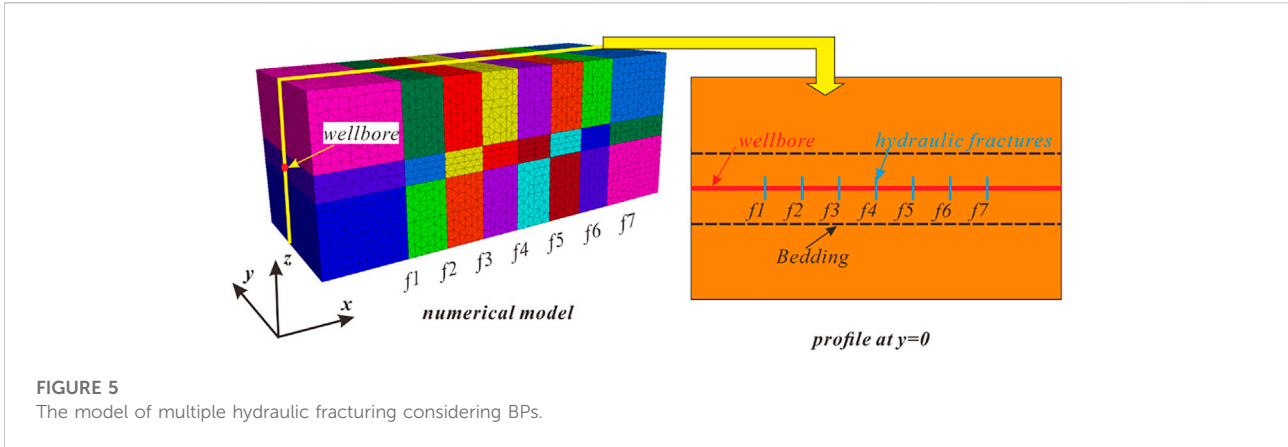 wellbore
z
y
x
f1 f2 f3 f4 f5 f6 f7
numerical model
wellbore
hydraulic fractures
f1 f2 f3 f4 f5 f6 f7
Bedding
profile at y=0
FIGURE 5
The model of multiple hydraulic fracturing considering BPs.